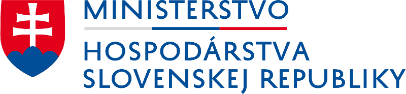 MINISTERSTVO
HOSPODÁRSTVA
SLOVENSKEJ REPUBLIKY